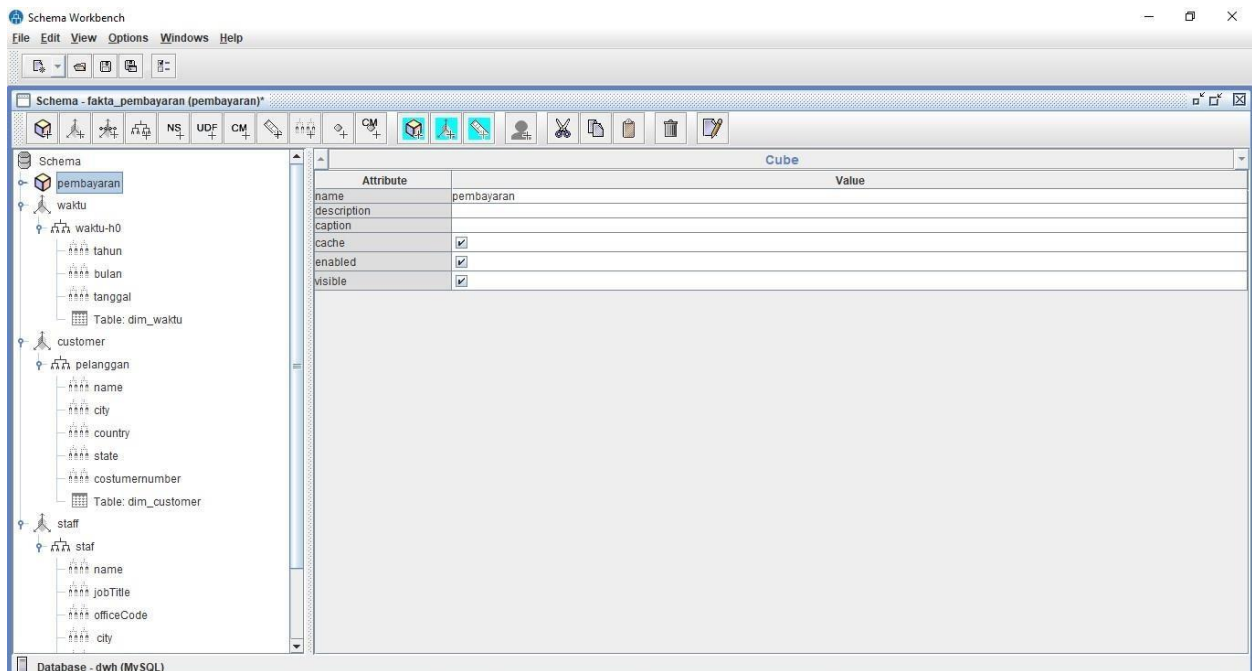 Schema Workbench
File Edit View Options Windows Help
Schema - fakta_pembayaran (pembayaran)*
NS UDF CM CM
Schema
pembayaran
waktu
waktu-h0
tahun
bulan
tanggal
Table: dim_waktu
customer
pelanggan
name
city
country
state
costumernumber
Table: dim_customer
staff
staf
name
jobTitle
officeCode
city
Cube
Attribute Value
name pembayaran
description
caption
cache
enabled
visible
Database - dwh (MySQL)